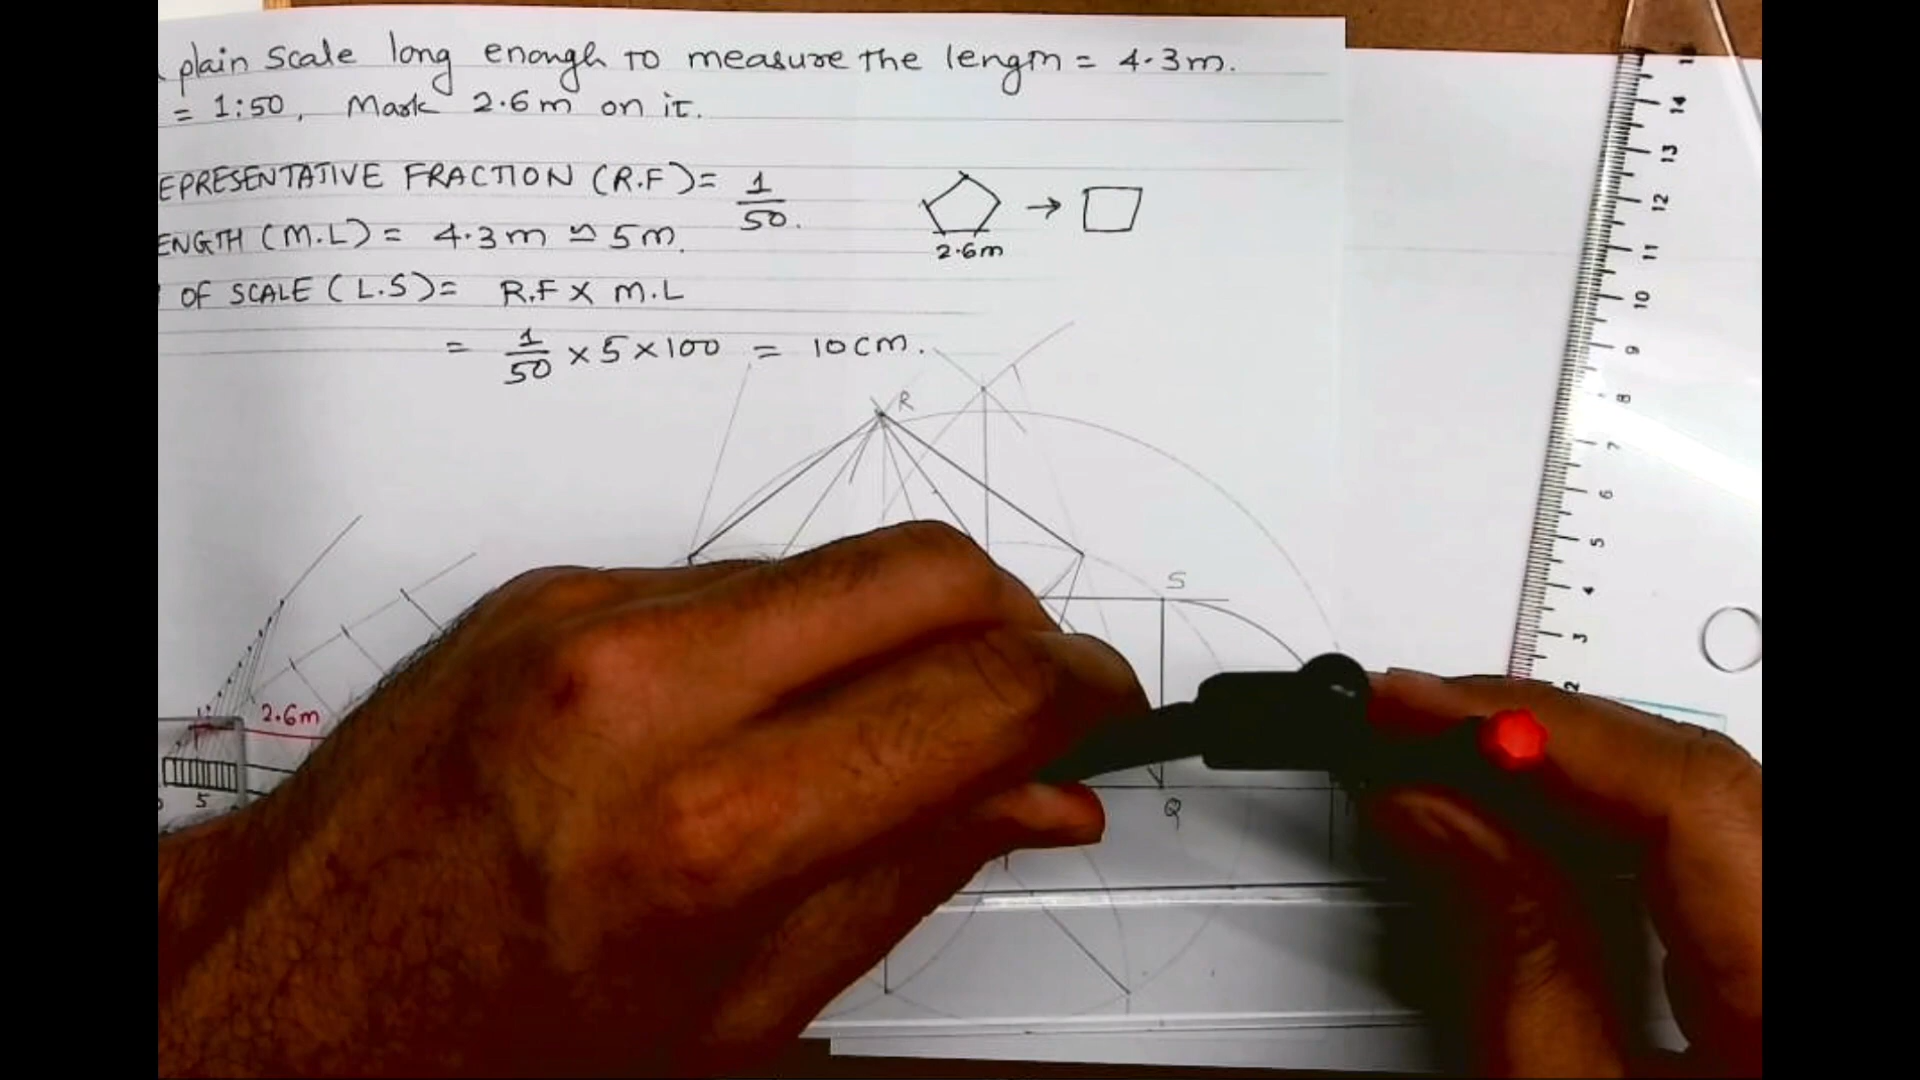 plain scale long enough to measure the length = 4.3m.
= 1:50, Mark 2.6m on it.
EPRESENTATIVE FRACTION (R.F) = 1/50.
ENGTH (M.L) = 4.3m ≃ 5m.
2.6m
OF SCALE (L.S) = R.F X M.L
= 1/50 × 5 × 100 = 10cm.
R
S
2.6m
5
Q
14
13
12
11
10
9
8
7
6
5
4
3
2